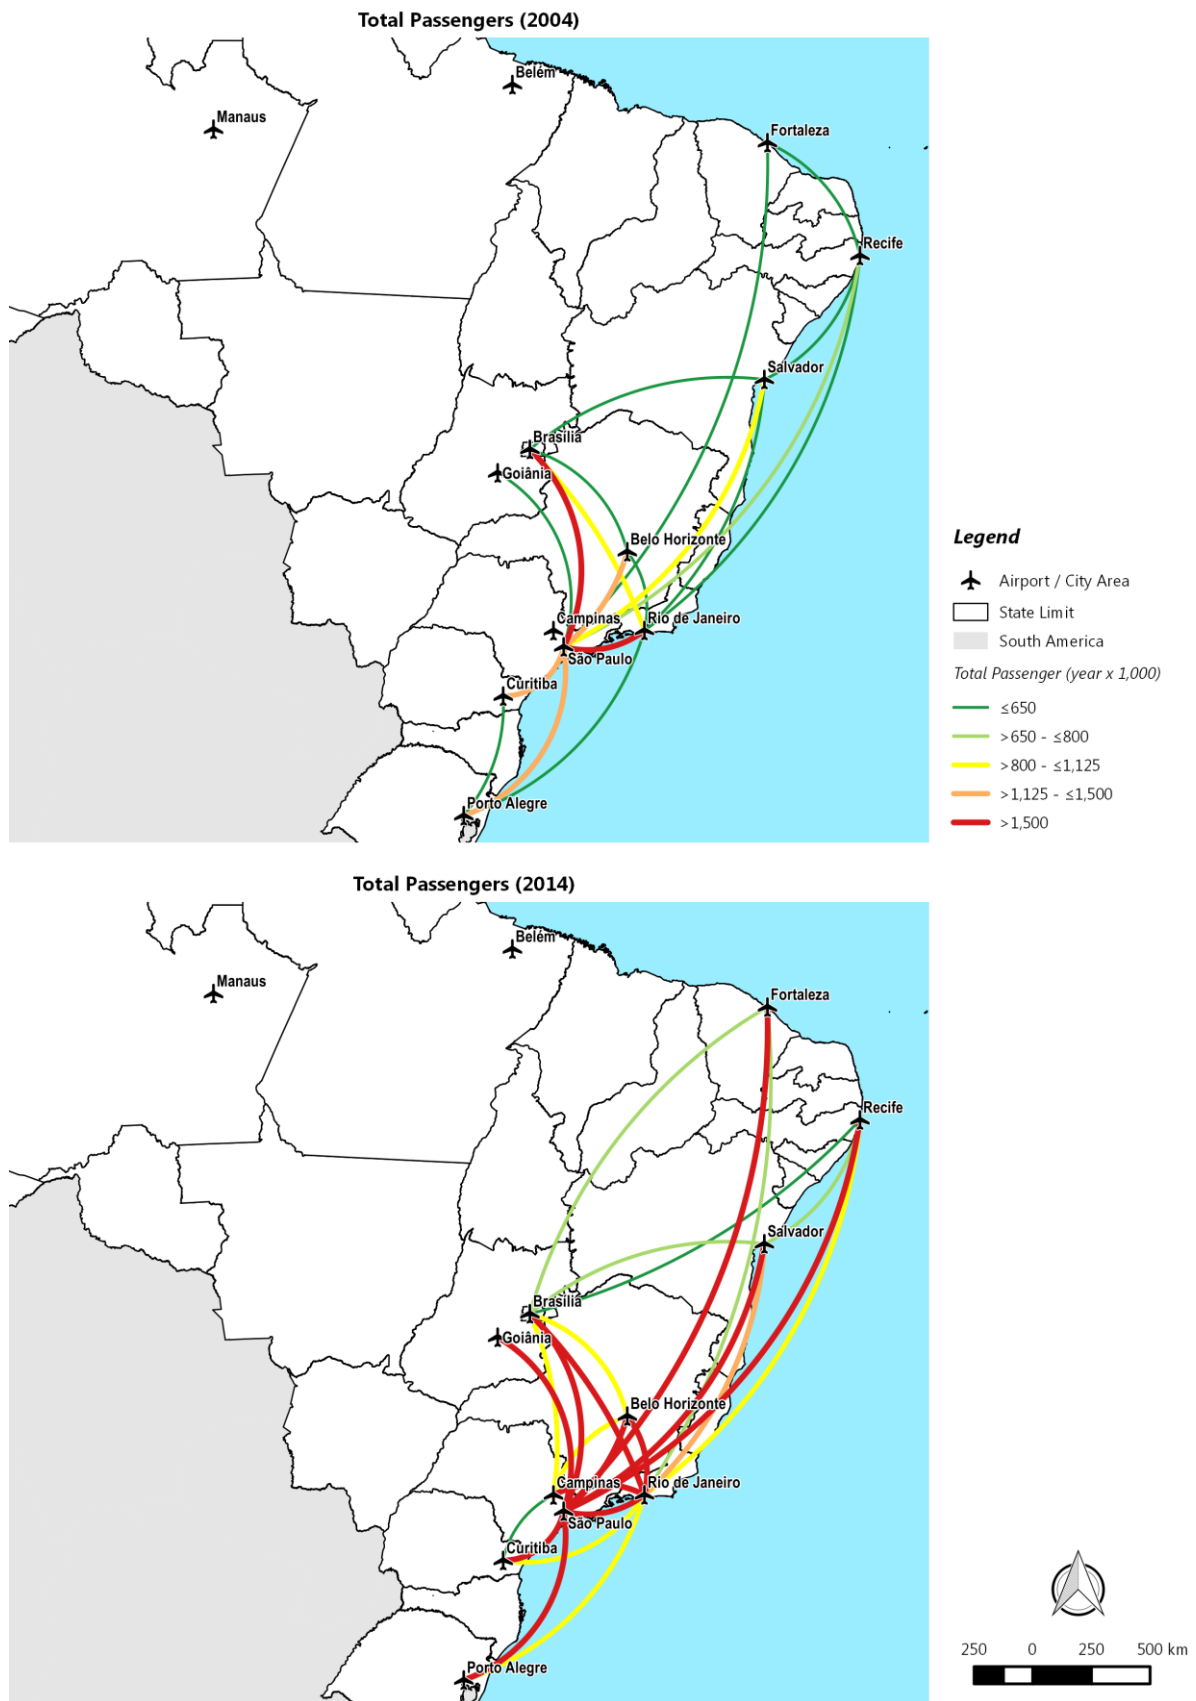 Total Passengers (2004)
Belém
Manaus
Fortaleza
Recife
Salvador
Brasília
Goiânia
Belo Horizonte
Campinas
Rio de Janeiro
São Paulo
Curitiba
Porto Alegre
Legend
Airport / City Area
State Limit
South America
Total Passenger (year x 1,000)
≤650
>650 - ≤800
>800 - ≤1,125
>1,125 - ≤1,500
>1,500
Total Passengers (2014)
Belém
Manaus
Fortaleza
Recife
Salvador
Brasília
Goiânia
Belo Horizonte
Campinas
Rio de Janeiro
São Paulo
Curitiba
Porto Alegre
250 0 250 500 km